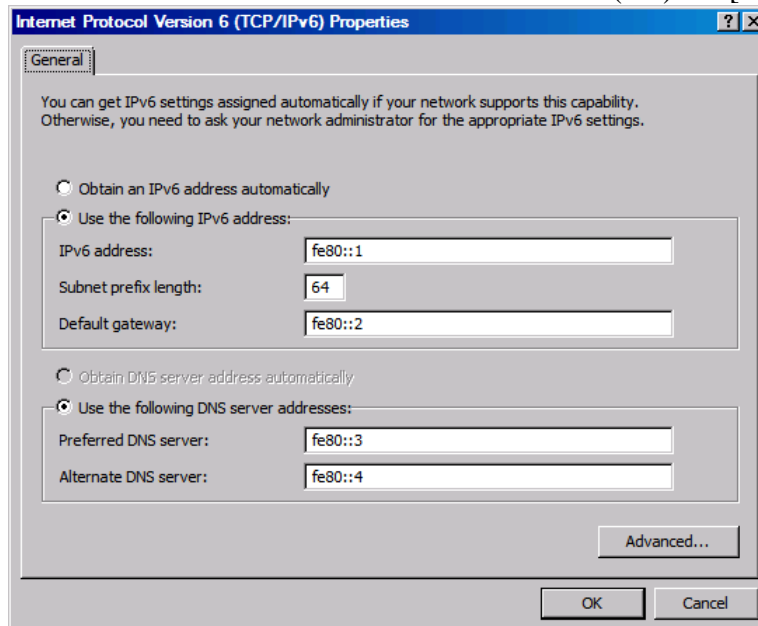 Internet Protocol Version 6 (TCP/IPv6) Properties
General
You can get IPv6 settings assigned automatically if your network supports this capability.
Otherwise, you need to ask your network administrator for the appropriate IPv6 settings.
Obtain an IPv6 address automatically
Use the following IPv6 address:
IPv6 address: fe80::1
Subnet prefix length: 64
Default gateway: fe80::2
Obtain DNS server address automatically
Use the following DNS server addresses:
Preferred DNS server: fe80::3
Alternate DNS server: fe80::4
Advanced...
OK Cancel